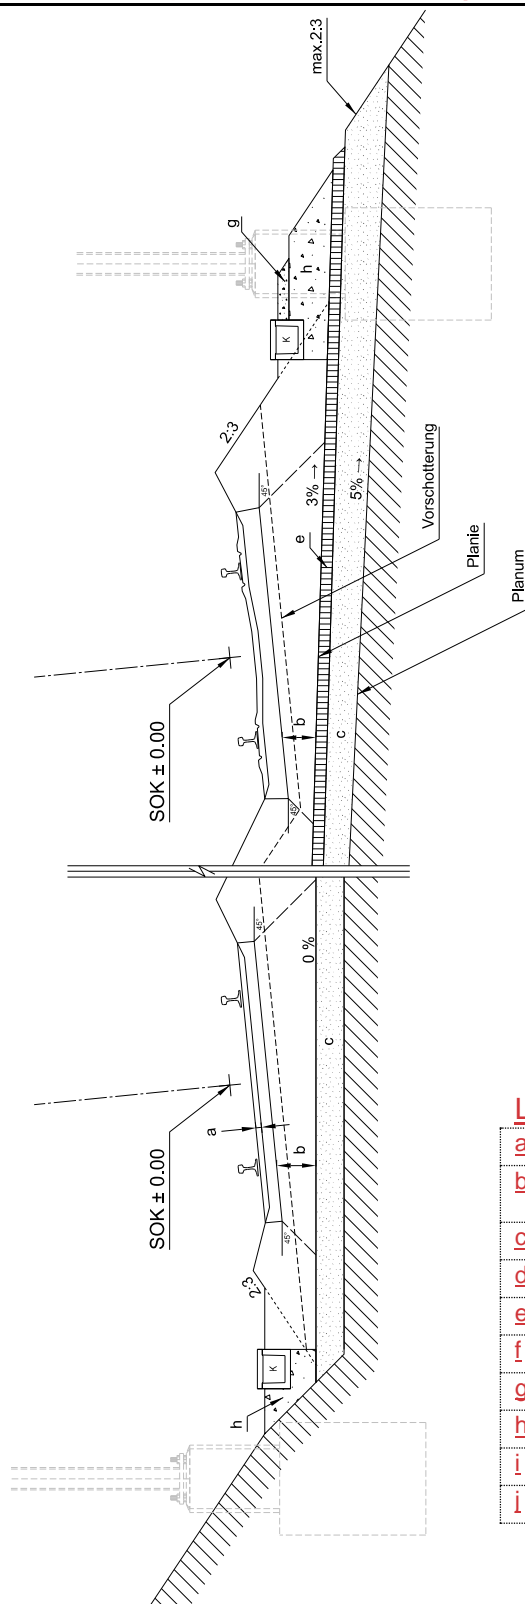 max.2:3
g
h
K
2:3
45°
3% →
5% →
e
Vorschotterung
Planie
Planum
SOK ± 0.00
b
c
45°
45°
0 %
c
SOK ± 0.00
a
b
45°
2:3
K
h
L
a
b
c
d
e
f
g
h
i
j